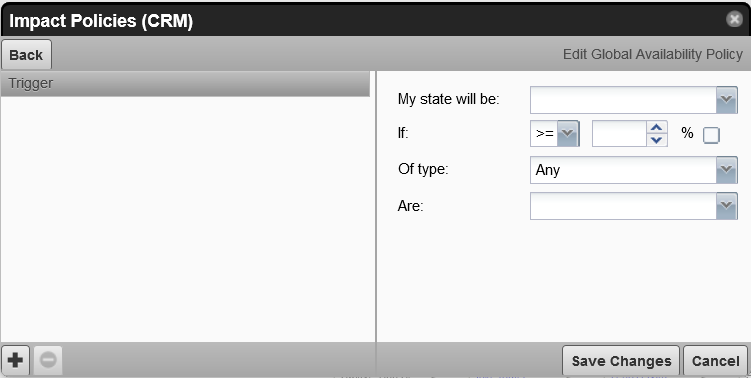 Impact Policies (CRM)
Back
Edit Global Availability Policy
Trigger
My state will be:
If: >= %
Of type: Any
Are:
Save Changes Cancel